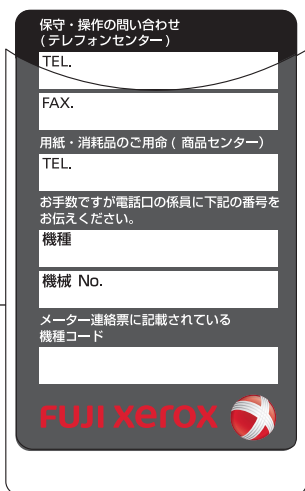 保守・操作の問い合わせ
(テレフォンセンター)
TEL.
FAX.
用紙・消耗品のご用命(商品センター)
TEL.
お手数ですが電話口の係員に下記の番号を
お伝えください。
機種
機械 No.
メーター連絡票に記載されている
機種コード
FUJI xerox